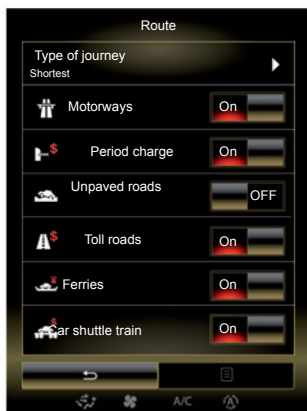 Route
Type of journey
Shortest
Motorways
On
$
Period charge
On
Unpaved roads
OFF
$
Toll roads
On
Ferries
On
Car shuttle train
On
A/C